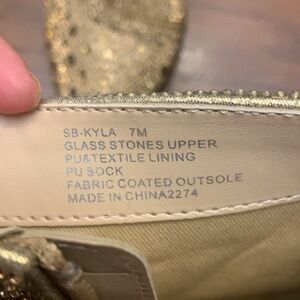 SB-KYLA 7M
GLASS STONES UPPER
PU&TEXTILE LINING
PU SOCK
FABRIC COATED OUTSOLE
MADE IN CHINA2274